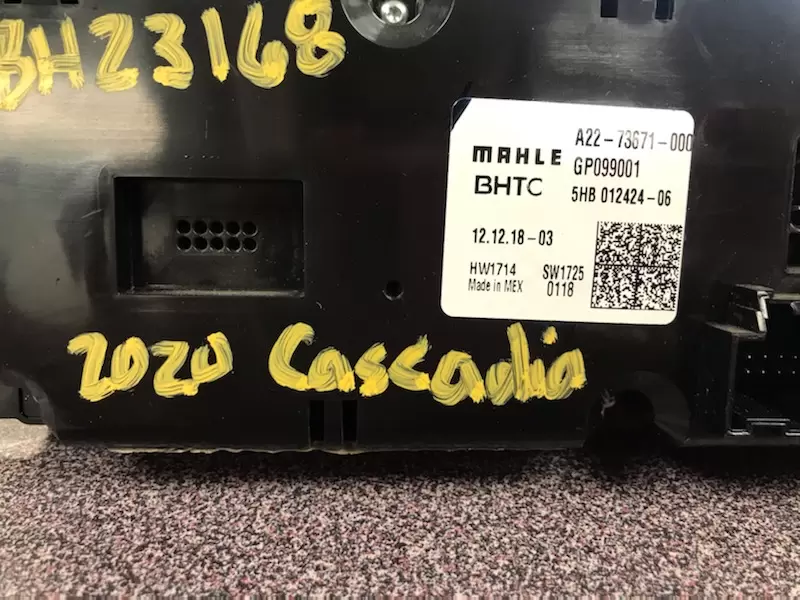 BH23168
MAHLE
BHTC
A22-73671-000
GP099001
5HB 012424-06
12.12.18-03
HW1714
Made in MEX
SW1725
0118
2020 Cascadia